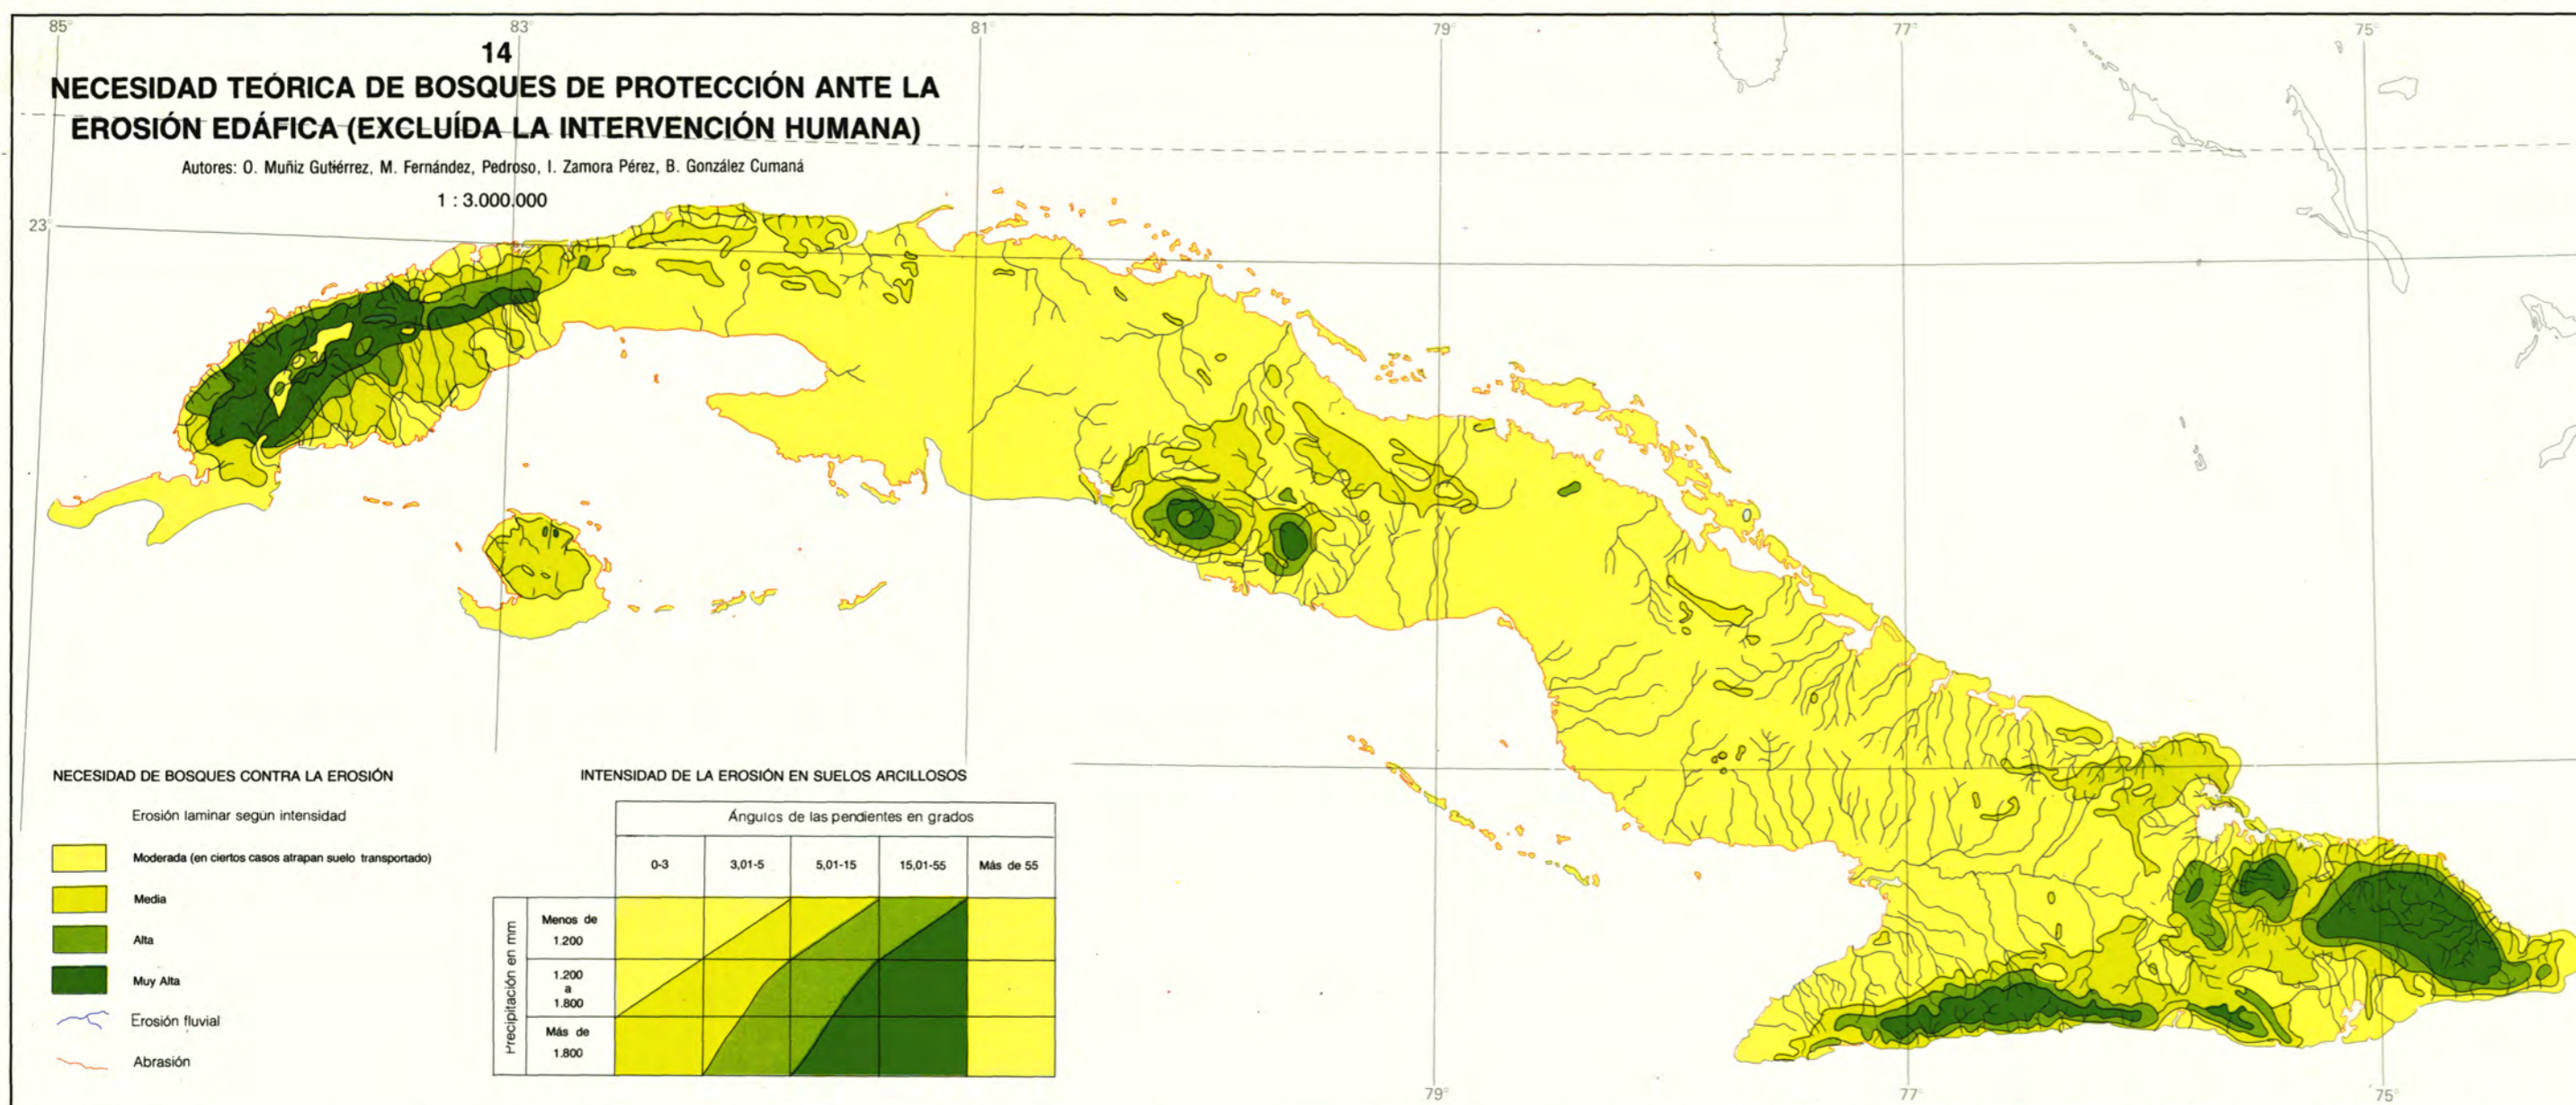 85° 83° 81° 79° 77° 75°
14
NECESIDAD TEÓRICA DE BOSQUES DE PROTECCIÓN ANTE LA
EROSIÓN EDÁFICA (EXCLUÍDA LA INTERVENCIÓN HUMANA)
Autores: O. Muñiz Gutiérrez, M. Fernández, Pedroso, I. Zamora Pérez, B. González Cumaná
1 : 3.000.000
23°
NECESIDAD DE BOSQUES CONTRA LA EROSIÓN
Erosión laminar según intensidad
Moderada (en ciertos casos atrapan suelo transportado)
Media
Alta
Muy Alta
Erosión fluvial
Abrasión
INTENSIDAD DE LA EROSIÓN EN SUELOS ARCILLOSOS
Ángulos de las pendientes en grados
0-3 3,01-5 5,01-15 15,01-55 Más de 55
Precipitación en mm
Menos de
1.200
1.200
a
1.800
Más de
1.800
79° 77° 75°